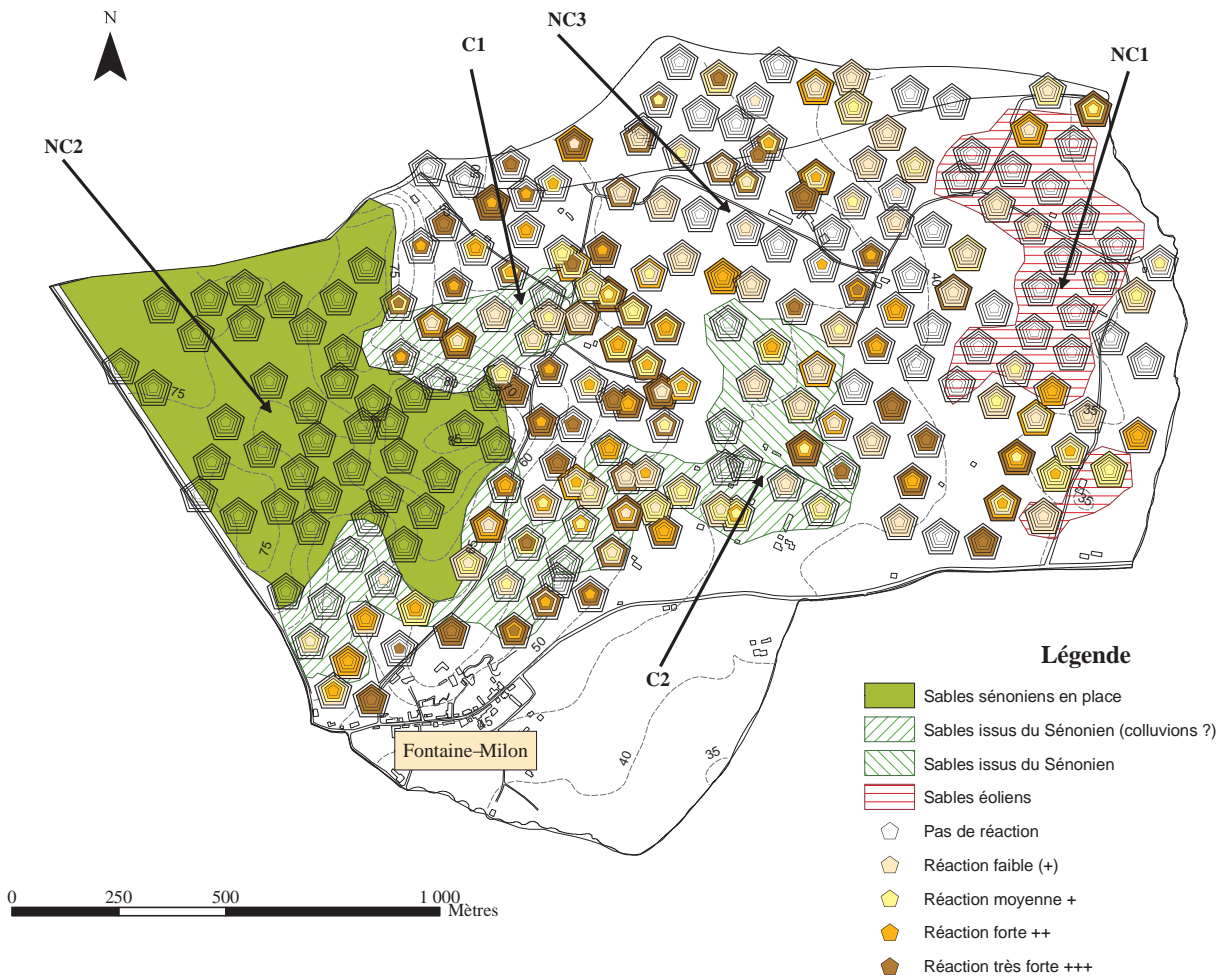 N
NC3
C1
NC1
NC2
C2
55
75
75
75
80
70
85
60
65
50
45
40
35
40
35
35
Fontaine–Milon
Légende
Sables sénoniens en place
Sables issus du Sénonien (colluvions ?)
Sables issus du Sénonien
Sables éoliens
Pas de réaction
Réaction faible (+)
Réaction moyenne +
Réaction forte ++
Réaction très forte +++
0 250 500 1 000
Mètres